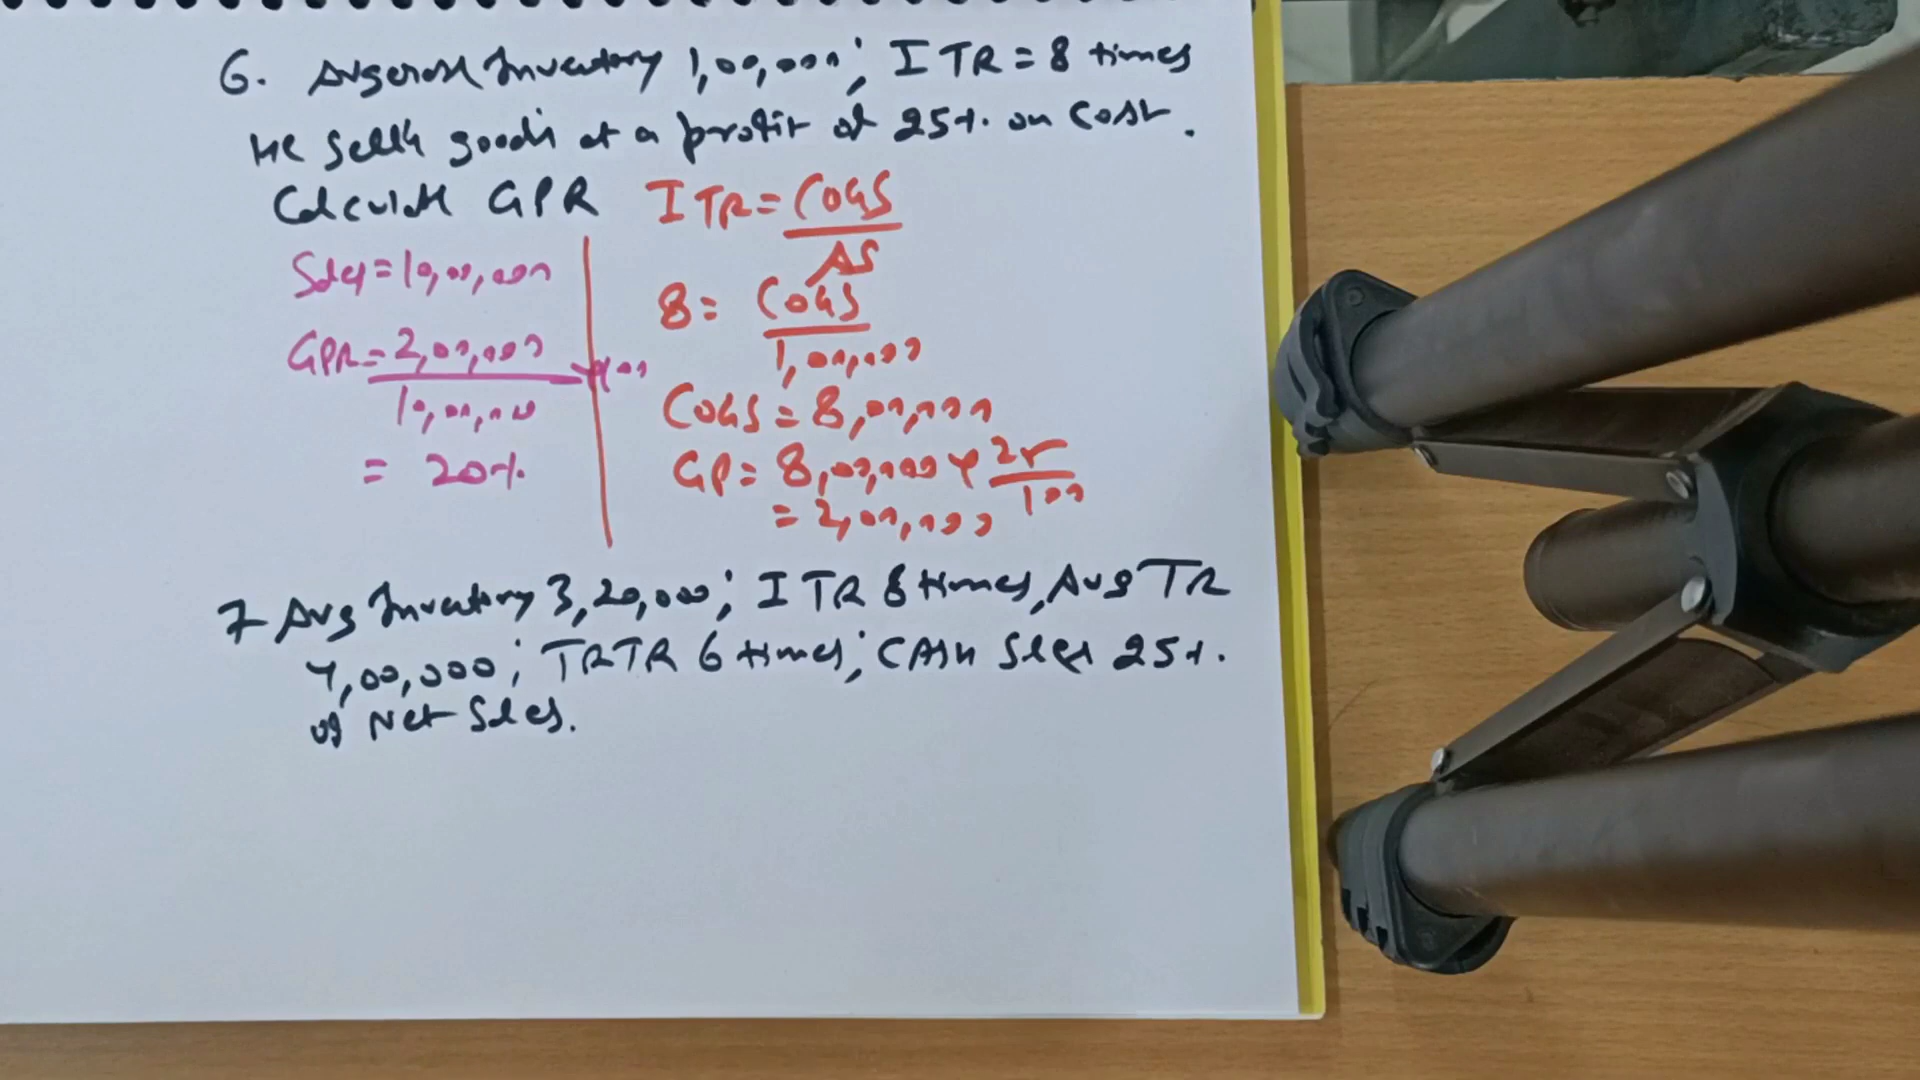 6. Average Inventory 1,00,000; ITR = 8 times
He sells goods at a profit of 25% on cost.
Calculate GPR
ITR = COGS
AS
8 = COGS
1,00,000
COGS = 8,00,000
GP = 8,00,000 × 25
100
= 2,00,000
Sales = 10,00,000
GPR = 2,00,000 × 100
10,00,000
= 20%
7 Avg Inventory 3,20,000; ITR 8 times, Avg TR
4,00,000; TRTR 6 times; Cash Sales 25%
of Net Sales.